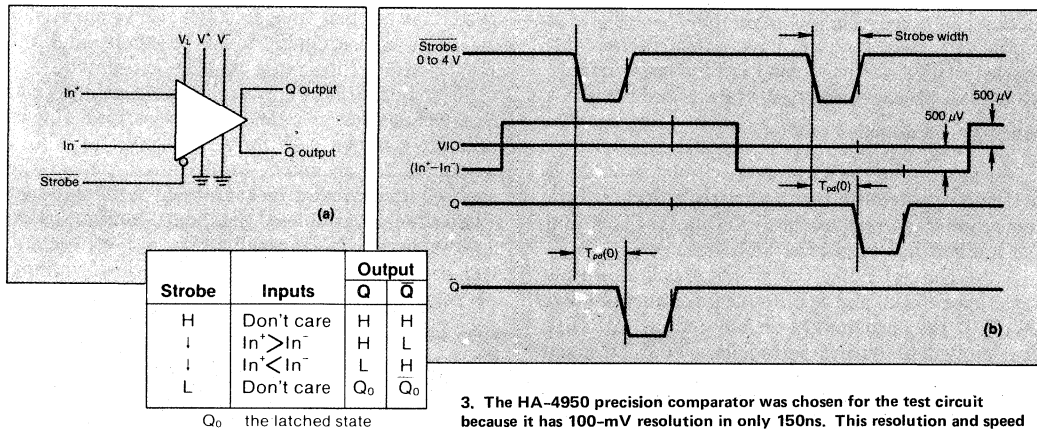 V_L V⁺ V⁻
In⁺
Q output
In⁻
Q̅ output
S̅t̅r̅o̅b̅e̅
(a)
S̅t̅r̅o̅b̅e̅
0 to 4 V
Strobe width
500 µV
500 µV
VIO
(In⁺–In⁻)
T_pd(0)
Q
T_pd(0)
Q̅
(b)
Output
Strobe Inputs Q Q̅
H Don't care H H
↓ In⁺>In⁻ H L
↓ In⁺<In⁻ L H
L Don't care Q₀ Q̅₀
Q₀ the latched state
3. The HA–4950 precision comparator was chosen for the test circuit
because it has 100–mV resolution in only 150ns. This resolution and speed